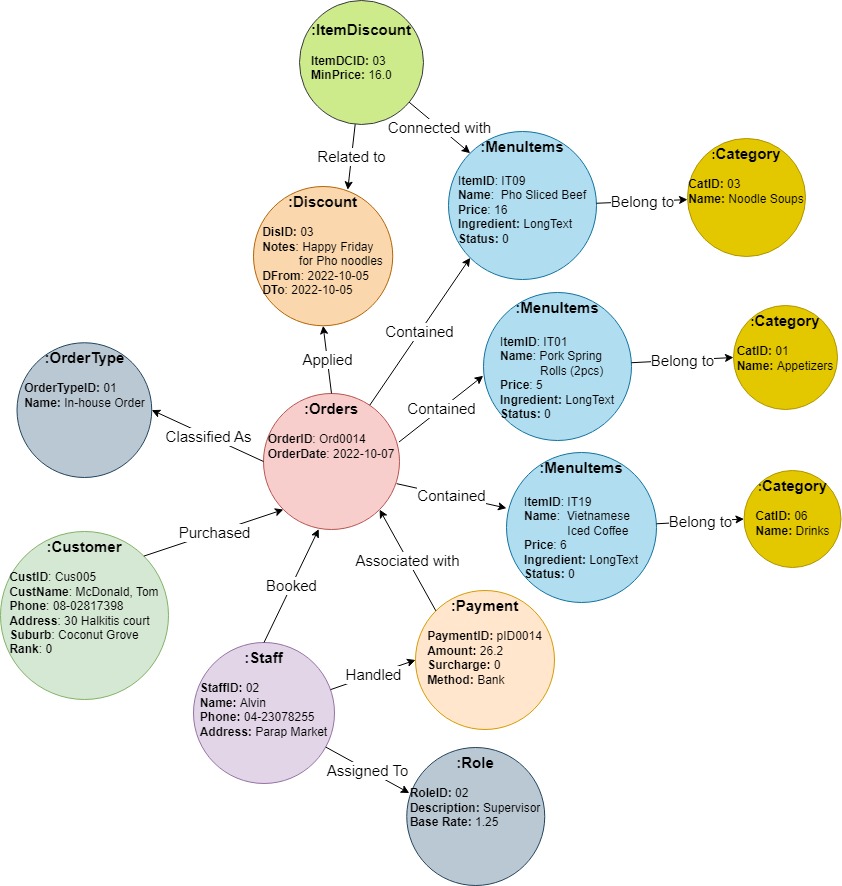 :ItemDiscount
ItemDCID: 03
MinPrice: 16.0
Connected with
Related to
:MenuItems
ItemID: IT09
Name: Pho Sliced Beef
Price: 16
Ingredient: LongText
Status: 0
Belong to
:Category
CatID: 03
Name: Noodle Soups
:Discount
DisID: 03
Notes: Happy Friday
for Pho noodles
DFrom: 2022-10-05
DTo: 2022-10-05
Contained
Applied
:MenuItems
ItemID: IT01
Name: Pork Spring
Rolls (2pcs)
Price: 5
Ingredient: LongText
Status: 0
Belong to
:Category
CatID: 01
Name: Appetizers
:OrderType
OrderTypeID: 01
Name: In-house Order
Classified As
:Orders
OrderID: Ord0014
OrderDate: 2022-10-07
Contained
Contained
:MenuItems
ItemID: IT19
Name: Vietnamese
Iced Coffee
Price: 6
Ingredient: LongText
Status: 0
Belong to
:Category
CatID: 06
Name: Drinks
Purchased
:Customer
CustID: Cus005
CustName: McDonald, Tom
Phone: 08-02817398
Address: 30 Halkitis court
Suburb: Coconut Grove
Rank: 0
Booked
Associated with
:Payment
PaymentID: pID0014
Amount: 26.2
Surcharge: 0
Method: Bank
:Staff
StaffID: 02
Name: Alvin
Phone: 04-23078255
Address: Parap Market
Handled
Assigned To
:Role
RoleID: 02
Description: Supervisor
Base Rate: 1.25